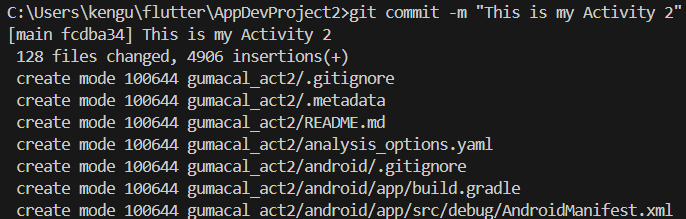 C:\Users\kengu\flutter\AppDevProject2>git commit -m "This is my Activity 2"
[main fcdba34] This is my Activity 2
 128 files changed, 4906 insertions(+)
 create mode 100644 gumacal_act2/.gitignore
 create mode 100644 gumacal_act2/.metadata
 create mode 100644 gumacal_act2/README.md
 create mode 100644 gumacal_act2/analysis_options.yaml
 create mode 100644 gumacal_act2/android/.gitignore
 create mode 100644 gumacal_act2/android/app/build.gradle
 create mode 100644 gumacal_act2/android/app/src/debug/AndroidManifest.xml